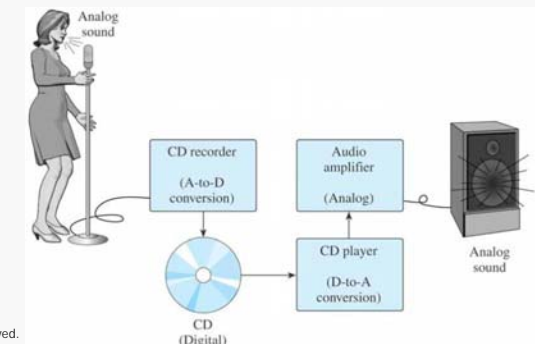 Analog
sound
CD recorder
(A-to-D
conversion)
Audio
amplifier
(Analog)
CD player
(D-to-A
conversion)
Analog
sound
CD
(Digital)